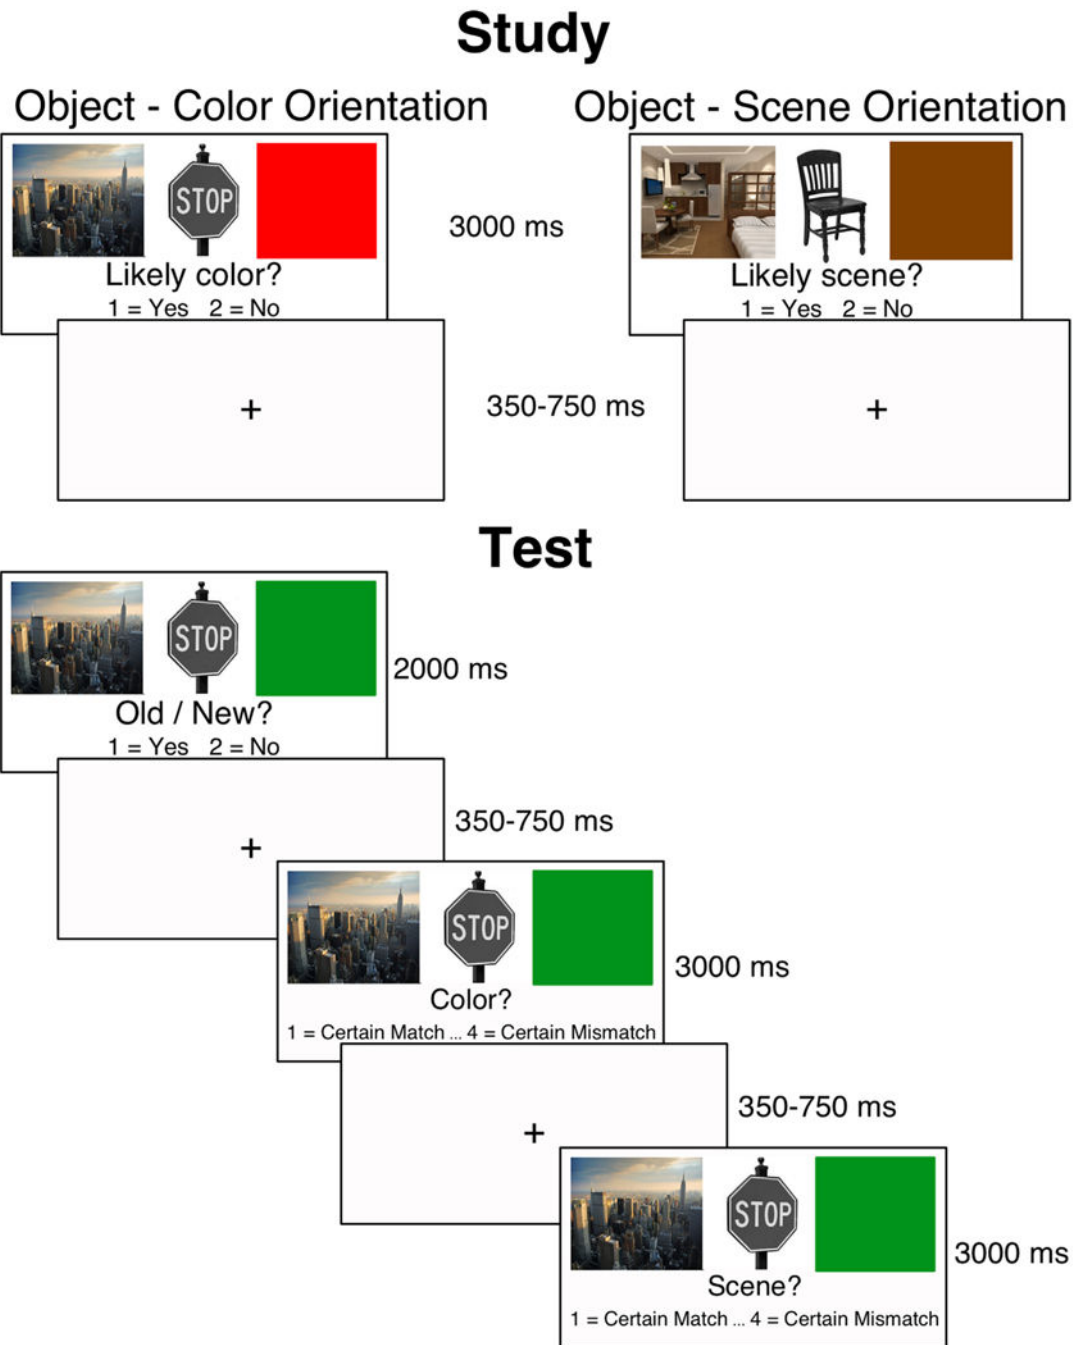 Study
Object - Color Orientation
Object - Scene Orientation
STOP
Likely color?
1 = Yes 2 = No
3000 ms
Likely scene?
1 = Yes 2 = No
+
350-750 ms
+
Test
STOP
Old / New?
1 = Yes 2 = No
2000 ms
+
350-750 ms
STOP
Color?
1 = Certain Match ... 4 = Certain Mismatch
3000 ms
+
350-750 ms
STOP
Scene?
1 = Certain Match ... 4 = Certain Mismatch
3000 ms